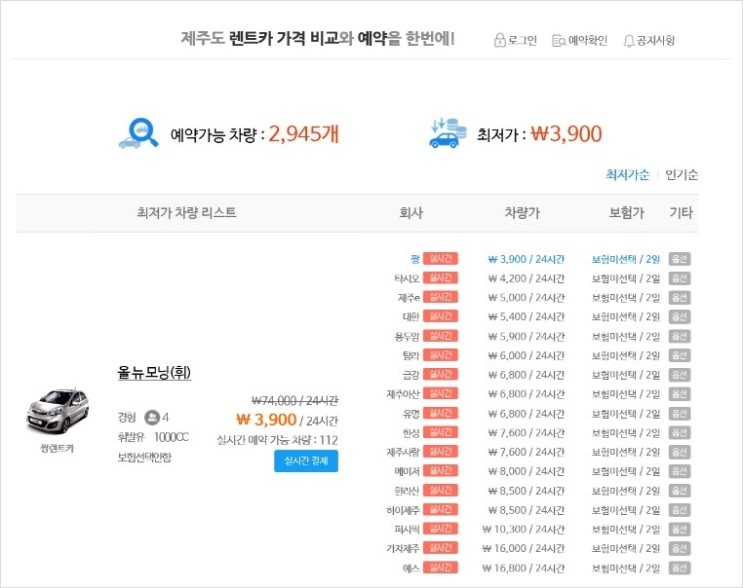 제주도 렌트카 가격 비교와 예약을 한번에!
로그인 예약확인 공지사항
예약가능 차량 : 2,945개
최저가 : ₩3,900
최저가순 | 인기순
최저가 차량 리스트 회사 차량가 보험가 기타
짱 실시간 ₩ 3,900 / 24시간 보험미선택 / 2일 옵션
타시오 실시간 ₩ 4,200 / 24시간 보험미선택 / 2일 옵션
제주e 실시간 ₩ 5,000 / 24시간 보험미선택 / 2일 옵션
대한 실시간 ₩ 5,400 / 24시간 보험미선택 / 2일 옵션
용두암 실시간 ₩ 5,900 / 24시간 보험미선택 / 2일 옵션
탐라 실시간 ₩ 6,000 / 24시간 보험미선택 / 2일 옵션
금강 실시간 ₩ 6,800 / 24시간 보험미선택 / 2일 옵션
제주아산 실시간 ₩ 6,800 / 24시간 보험미선택 / 2일 옵션
유명 실시간 ₩ 6,800 / 24시간 보험미선택 / 2일 옵션
한성 실시간 ₩ 7,600 / 24시간 보험미선택 / 2일 옵션
제주사랑 실시간 ₩ 7,600 / 24시간 보험미선택 / 2일 옵션
메이저 실시간 ₩ 8,000 / 24시간 보험미선택 / 2일 옵션
한라산 실시간 ₩ 8,500 / 24시간 보험미선택 / 2일 옵션
하이제주 실시간 ₩ 8,500 / 24시간 보험미선택 / 2일 옵션
퍼시픽 실시간 ₩ 10,300 / 24시간 보험미선택 / 2일 옵션
가자제주 실시간 ₩ 16,000 / 24시간 보험미선택 / 2일 옵션
예스 실시간 ₩ 16,800 / 24시간 보험미선택 / 2일 옵션
올뉴모닝(휘)
₩74,000 / 24시간
경형 4
₩ 3,900 / 24시간
휘발유 1000CC
실시간 예약 가능 차량 : 112
보험선택안함
실시간 결제
짱렌트카